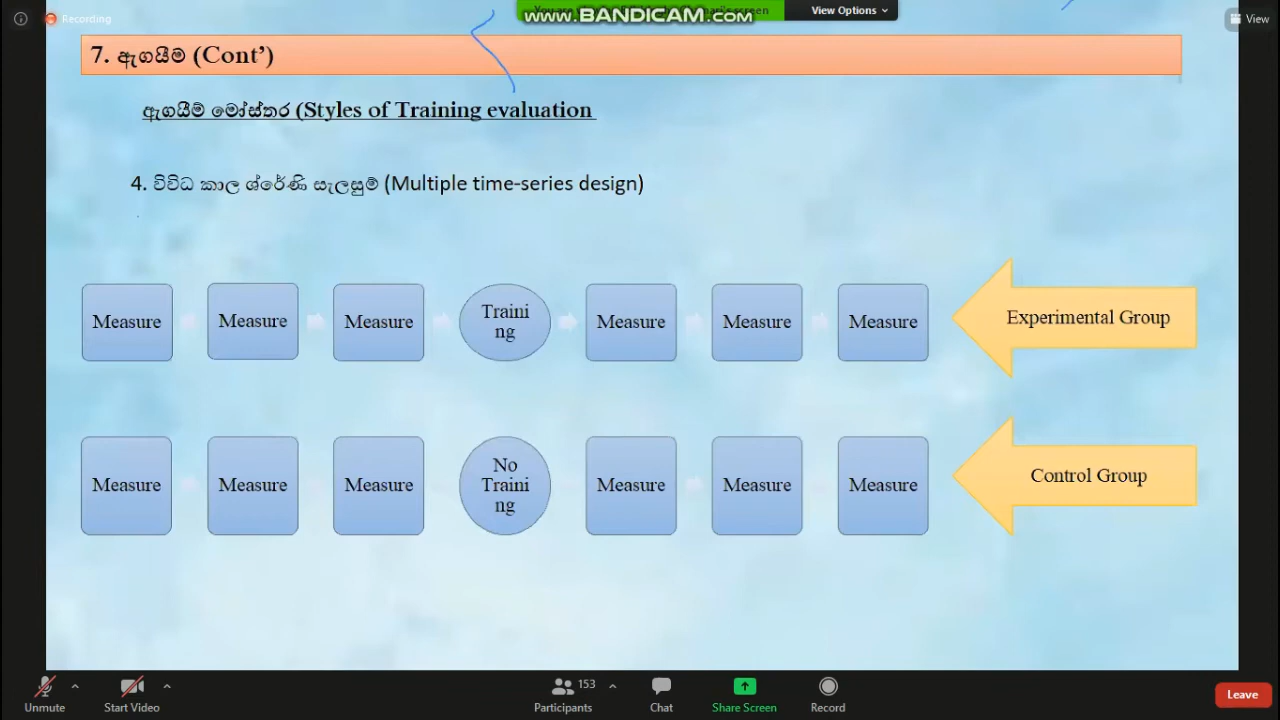 Recording
www.BANDICAM.com
View Options
View
7. ඇගයීම (Cont’)
ඇගයීම් මෝස්තර (Styles of Training evaluation
4. විවිධ කාල ශ්රේණි සැලසුම් (Multiple time-series design)
Measure
Measure
Measure
Traini
ng
Measure
Measure
Measure
Experimental Group
Measure
Measure
Measure
No
Traini
ng
Measure
Measure
Measure
Control Group
Unmute
Start Video
153
Participants
Chat
Share Screen
Record
Leave